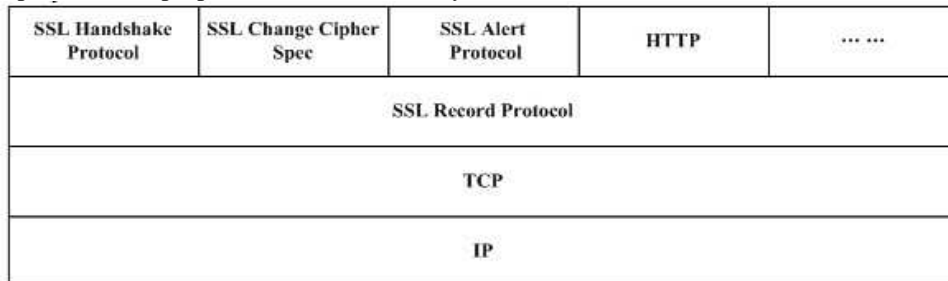 SSL Handshake Protocol
SSL Change Cipher Spec
SSL Alert Protocol
HTTP
... ...
SSL Record Protocol
TCP
IP